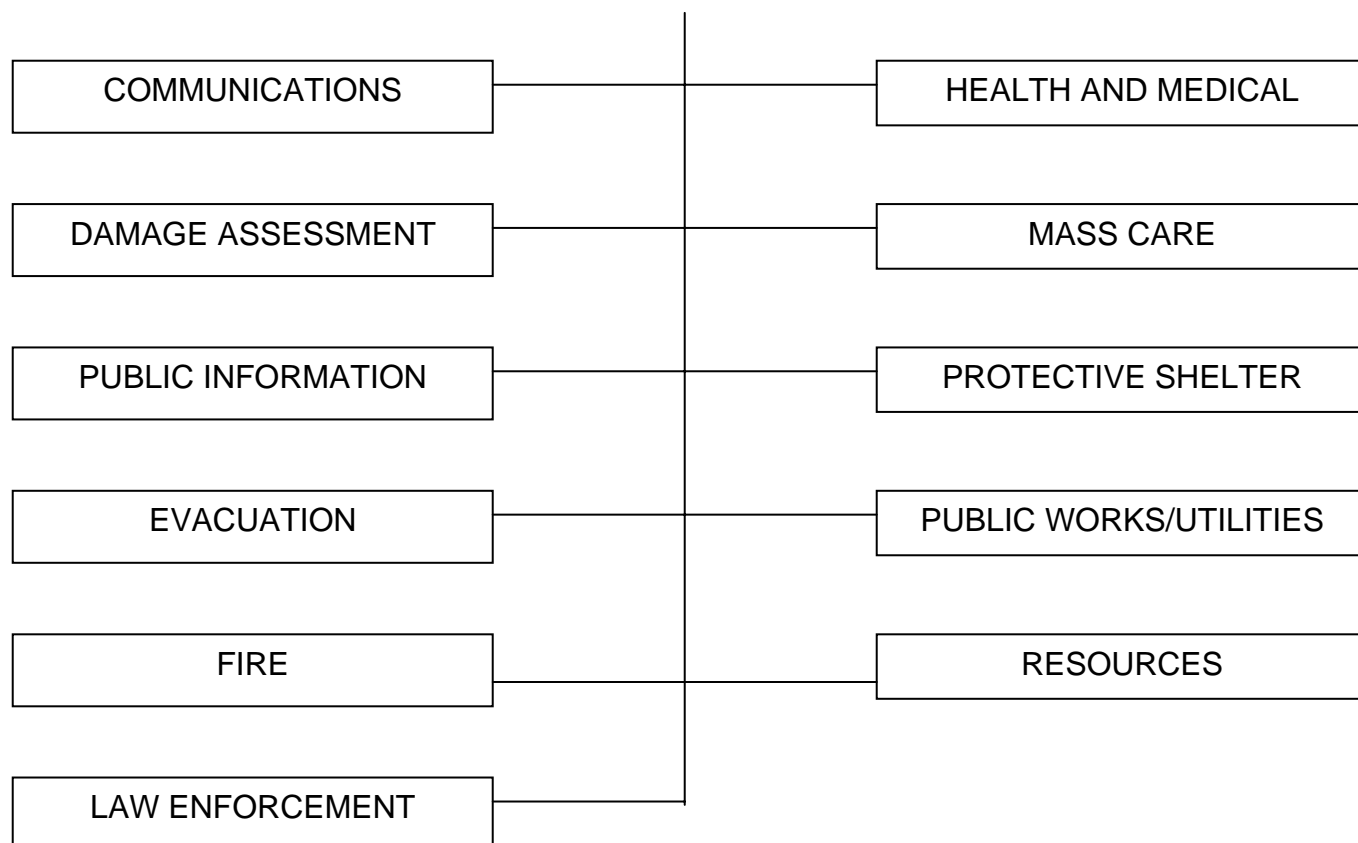 COMMUNICATIONS
HEALTH AND MEDICAL
DAMAGE ASSESSMENT
MASS CARE
PUBLIC INFORMATION
PROTECTIVE SHELTER
EVACUATION
PUBLIC WORKS/UTILITIES
FIRE
RESOURCES
LAW ENFORCEMENT